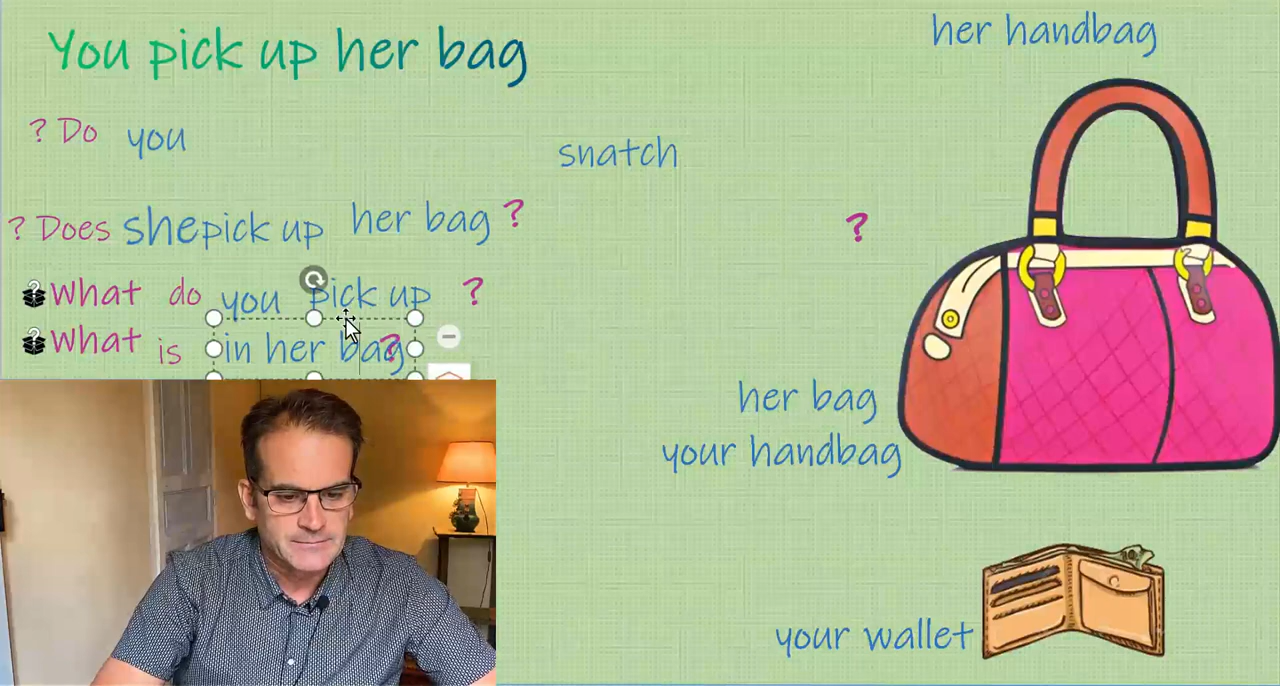 You pick up her bag
her handbag
? Do you
snatch
? Does she pick up her bag ?
?
What do you pick up ?
What is in her bag ?
her bag
your handbag
your wallet